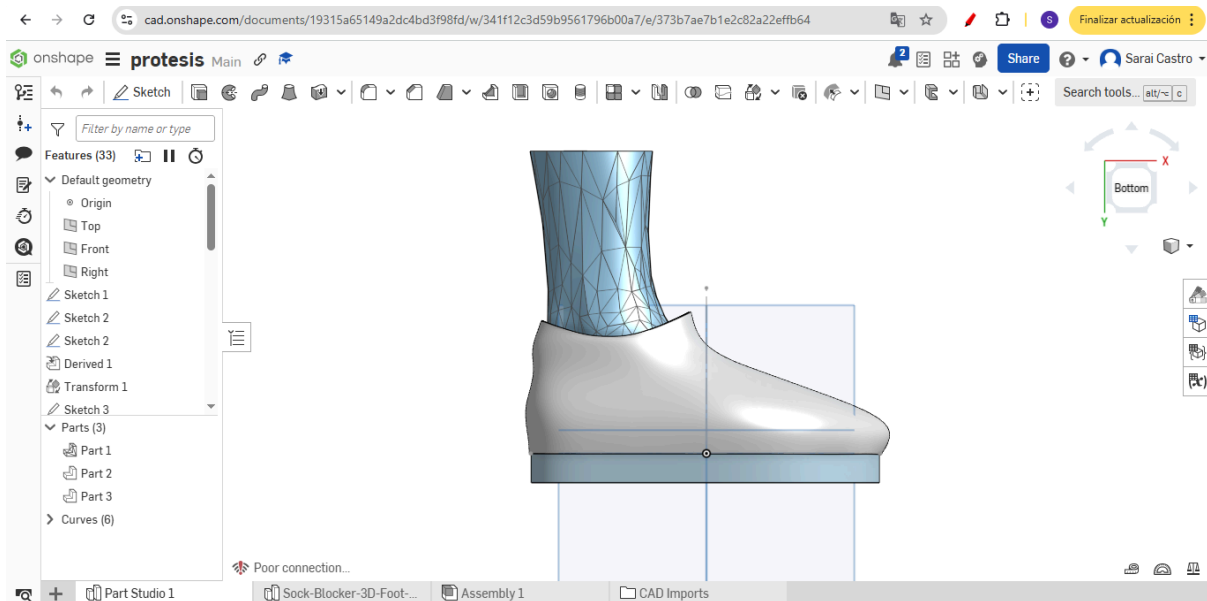 cad.onshape.com/documents/19315a65149a2dc4bd3f98fd/w/341f12c3d59b9561796b00a7/e/373b7ae7b1e2c82a22effb64
S
Finalizar actualización
onshape protesis Main
2
Share
Sarai Castro
Sketch
Search tools... alt/⌥ c
Filter by name or type
Features (33)
Default geometry
Origin
Top
Front
Right
Sketch 1
Sketch 2
Sketch 2
Derived 1
Transform 1
Sketch 3
Parts (3)
Part 1
Part 2
Part 3
Curves (6)
X
Bottom
Y
Poor connection...
Part Studio 1
Sock-Blocker-3D-Foot-...
Assembly 1
CAD Imports